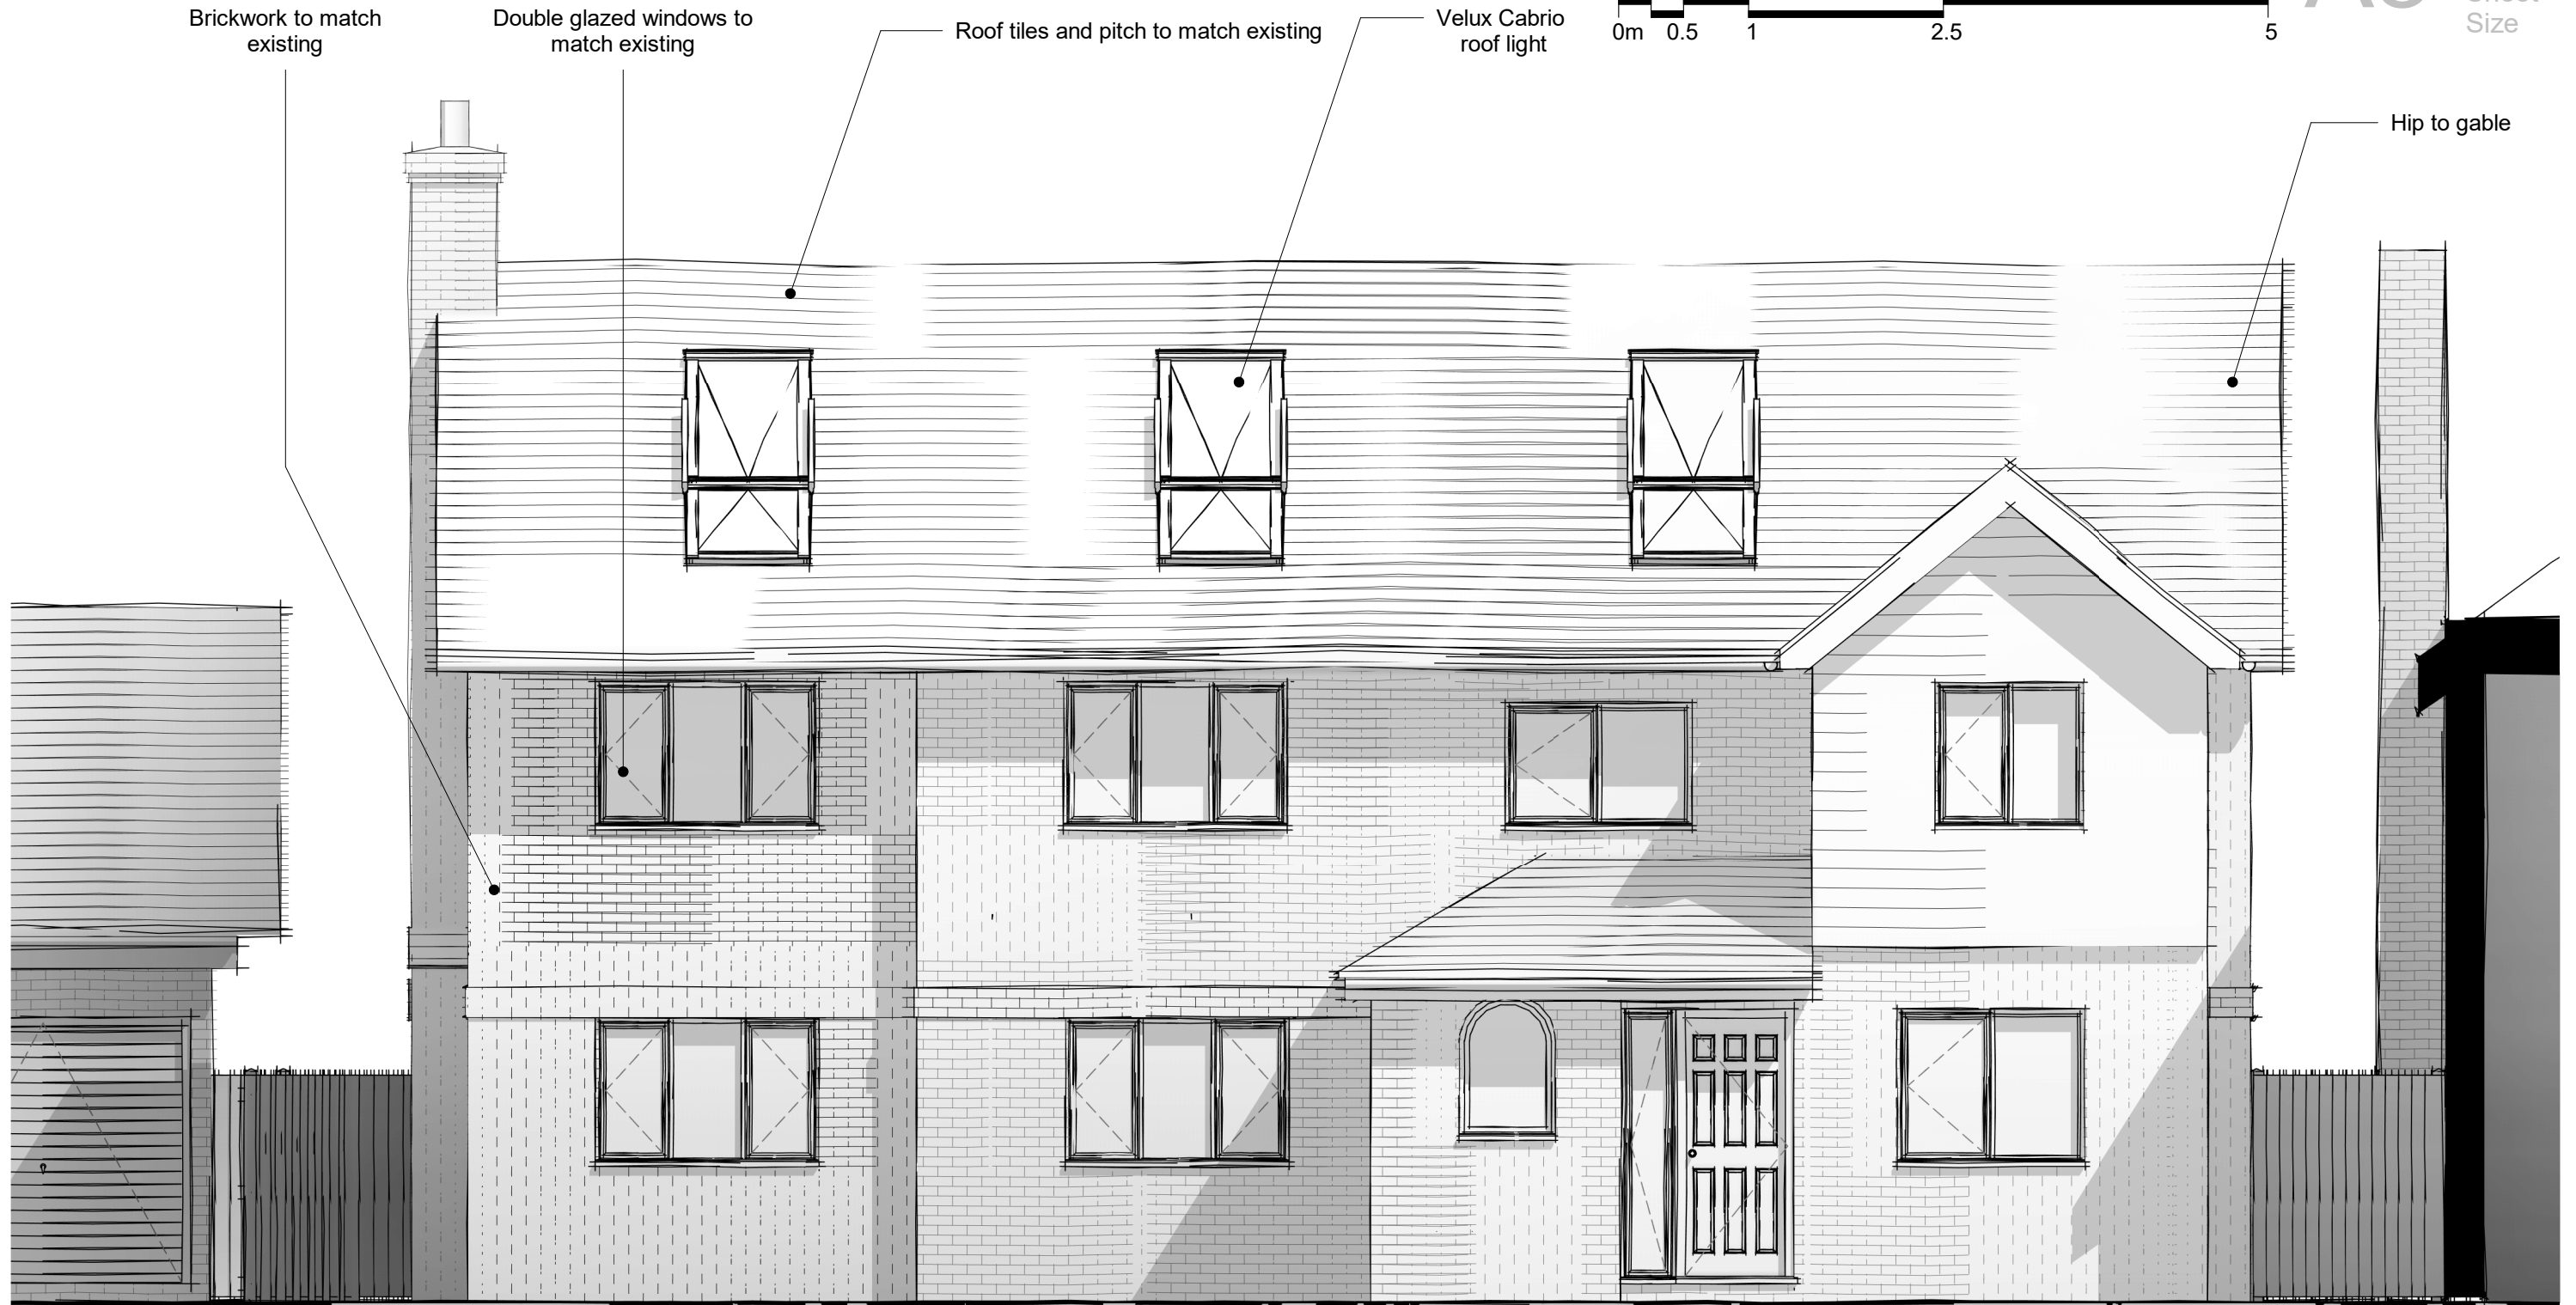 Brickwork to match
existing
Double glazed windows to
match existing
Roof tiles and pitch to match existing
Velux Cabrio
roof light
0m 0.5 1 2.5 5
Size
Hip to gable